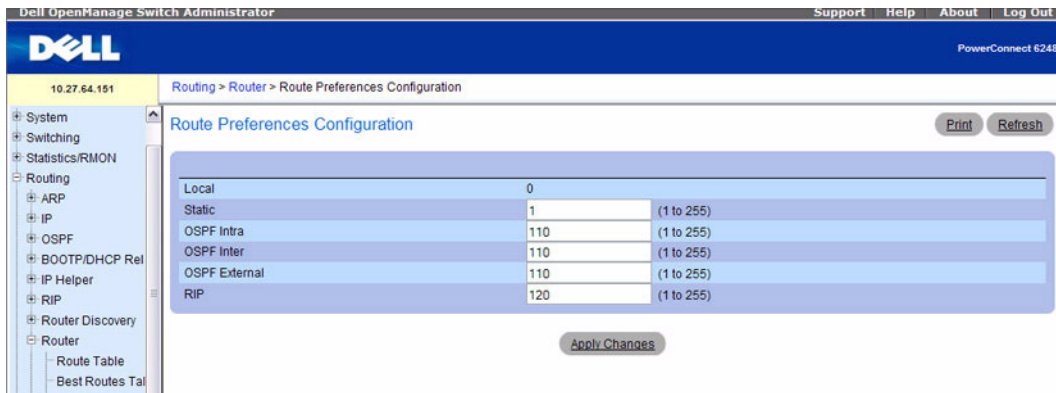 Dell OpenManage Switch Administrator
Support Help About Log Out
DELL
PowerConnect 6248
10.27.64.151
Routing > Router > Route Preferences Configuration
System
Switching
Statistics/RMON
Routing
ARP
IP
OSPF
BOOTP/DHCP Rel
IP Helper
RIP
Router Discovery
Router
Route Table
Best Routes Tal
Route Preferences Configuration
Print Refresh
Local 0
Static 1 (1 to 255)
OSPF Intra 110 (1 to 255)
OSPF Inter 110 (1 to 255)
OSPF External 110 (1 to 255)
RIP 120 (1 to 255)
Apply Changes